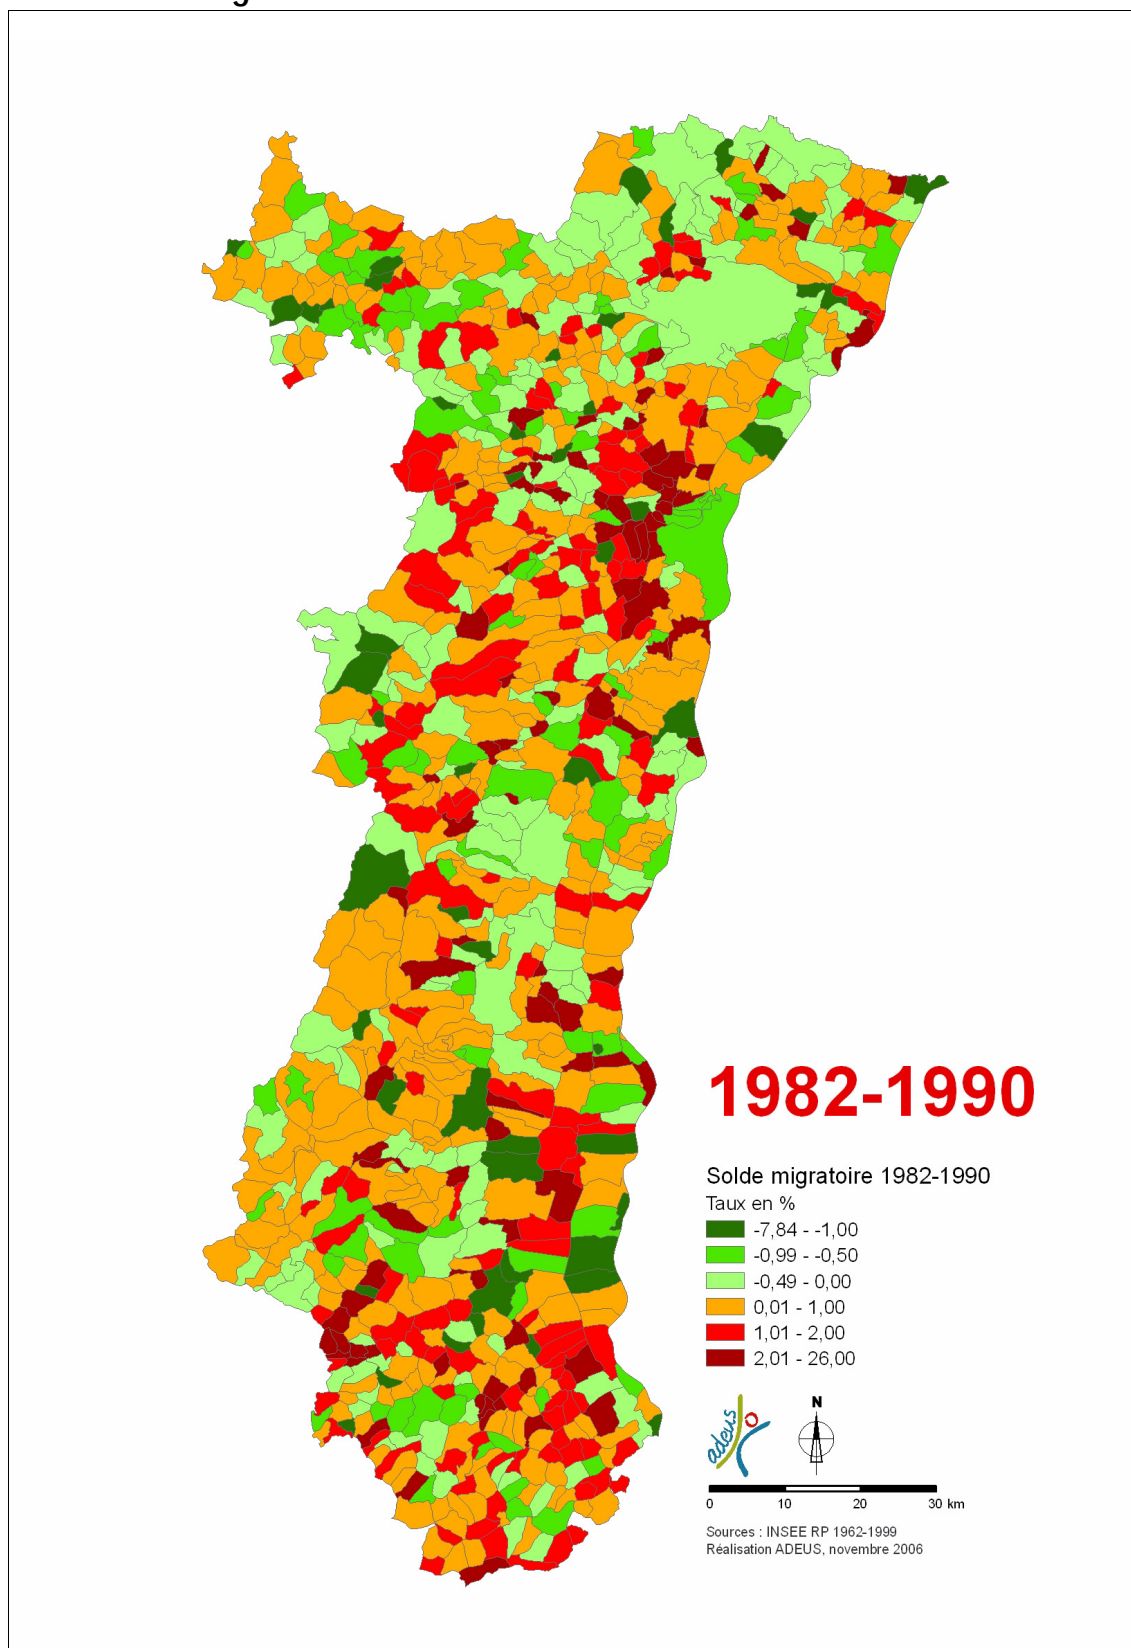 1982-1990
Solde migratoire 1982-1990
Taux en %
-7,84 - -1,00
-0,99 - -0,50
-0,49 - 0,00
0,01 - 1,00
1,01 - 2,00
2,01 - 26,00
adeus
N
0 10 20 30 km
Sources : INSEE RP 1962-1999
Réalisation ADEUS, novembre 2006